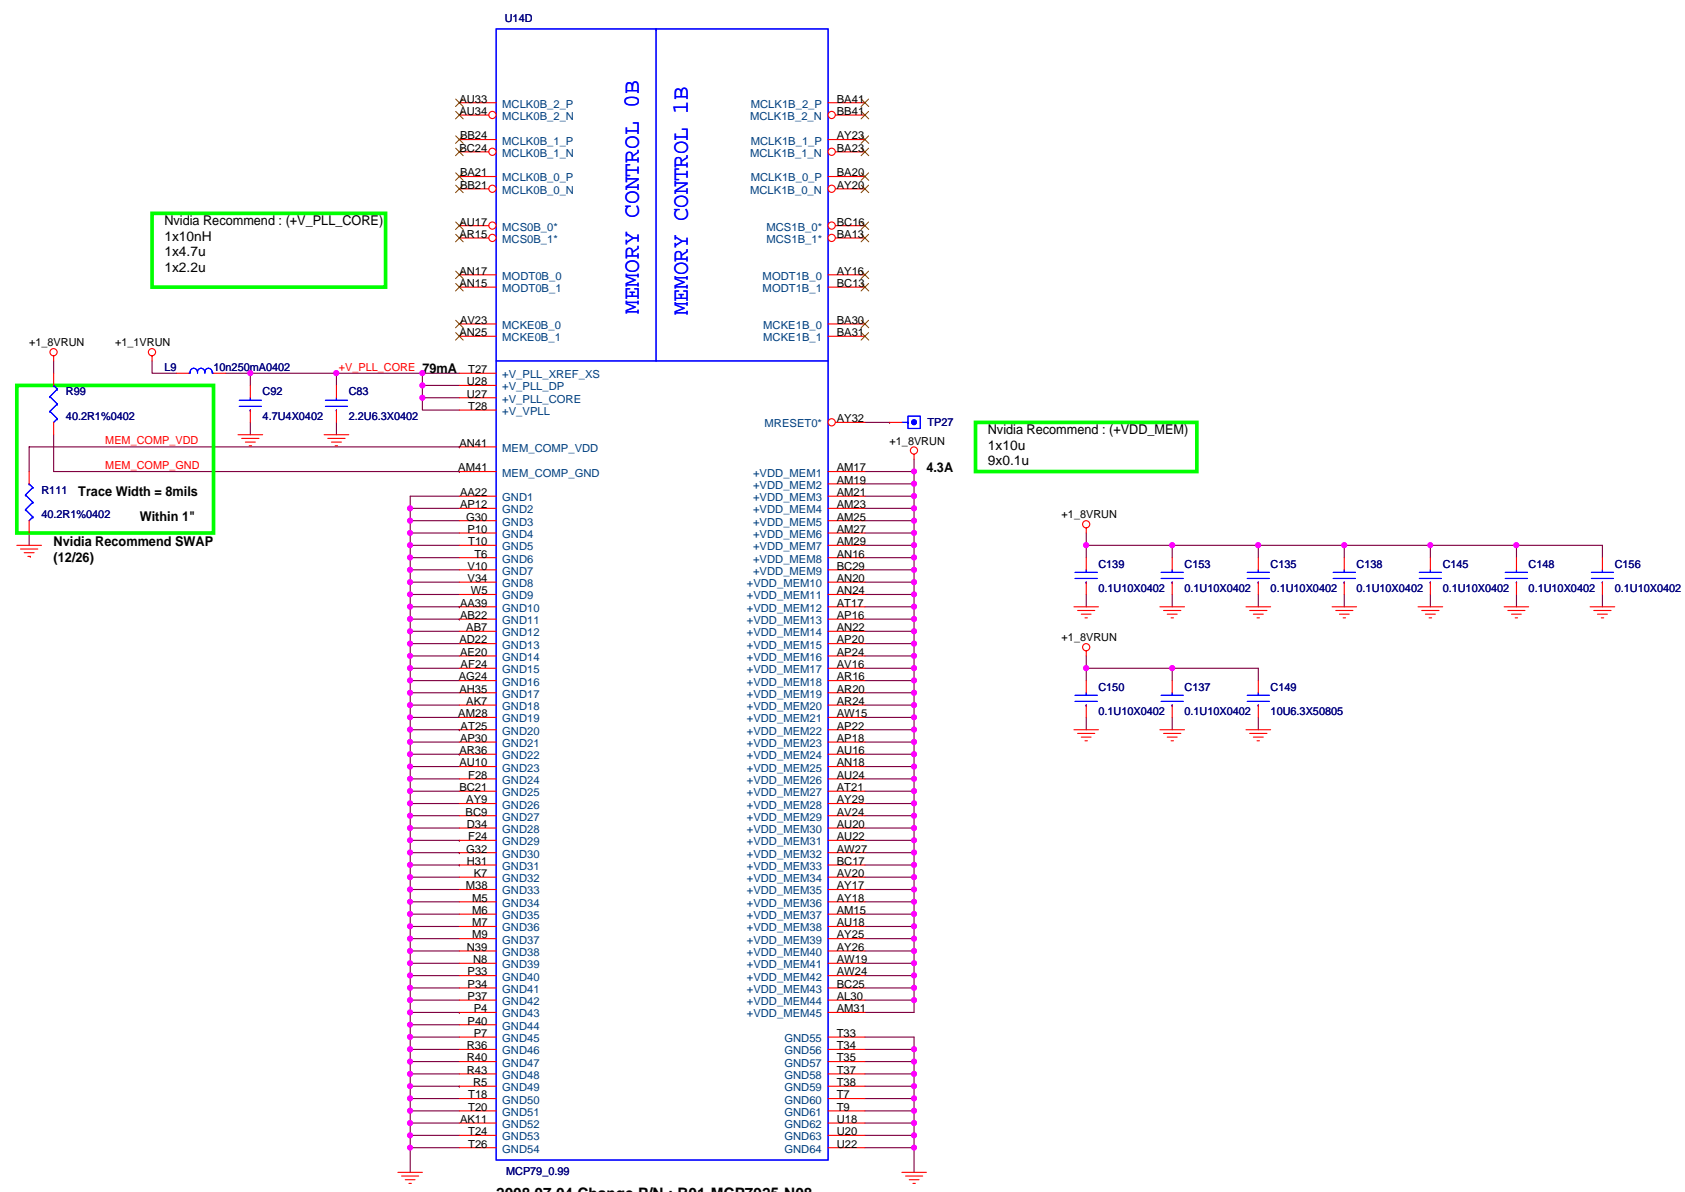 U14D
MEMORY CONTROL 0B
MEMORY CONTROL 1B
AU33 MCLK0B_2_P
AU34 MCLK0B_2_N
BB24 MCLK0B_1_P
BC24 MCLK0B_1_N
BA21 MCLK0B_0_P
BB21 MCLK0B_0_N
AU17 MCS0B_0*
AR15 MCS0B_1*
AN17 MODT0B_0
AN15 MODT0B_1
AV23 MCKE0B_0
AN25 MCKE0B_1
MCLK1B_2_P BA41
MCLK1B_2_N BB41
MCLK1B_1_P AY23
MCLK1B_1_N BA23
MCLK1B_0_P BA20
MCLK1B_0_N AY20
MCS1B_0* BC16
MCS1B_1* BA13
MODT1B_0 AY16
MODT1B_1 BC13
MCKE1B_0 BA30
MCKE1B_1 BA31
Nvidia Recommend : (+V_PLL_CORE)
1x10nH
1x4.7u
1x2.2u
+1_8VRUN
+1_1VRUN
L9 10n250mA0402
+V_PLL_CORE 79mA
R99
40.2R1%0402
C92
4.7U4X0402
C83
2.2U6.3X0402
T27 +V_PLL_XREF_XS
U28 +V_PLL_DP
U27 +V_PLL_CORE
T28 +V_VPLL
MEM_COMP_VDD AN41 MEM_COMP_VDD
MEM_COMP_GND AM41 MEM_COMP_GND
R111 Trace Width = 8mils
40.2R1%0402 Within 1"
Nvidia Recommend SWAP
(12/26)
MRESET0* AY32 TP27
+1_8VRUN
4.3A
Nvidia Recommend : (+VDD_MEM)
1x10u
9x0.1u
AA22 GND1
AP12 GND2
G30 GND3
P10 GND4
T10 GND5
T6 GND6
V10 GND7
V34 GND8
W5 GND9
AA39 GND10
AB22 GND11
AB7 GND12
AD22 GND13
AE20 GND14
AF24 GND15
AG24 GND16
AH35 GND17
AK7 GND18
AM28 GND19
AT25 GND20
AP30 GND21
AR36 GND22
AU10 GND23
F28 GND24
BC21 GND25
AY9 GND26
BC9 GND27
D34 GND28
F24 GND29
G32 GND30
H31 GND31
K7 GND32
M38 GND33
M5 GND34
M6 GND35
M7 GND36
M9 GND37
N39 GND38
N8 GND39
P33 GND40
P34 GND41
P37 GND42
P4 GND43
P40 GND44
P7 GND45
R36 GND46
R40 GND47
R43 GND48
R5 GND49
T18 GND50
T20 GND51
AK11 GND52
T24 GND53
T26 GND54
+VDD_MEM1 AM17
+VDD_MEM2 AM19
+VDD_MEM3 AM21
+VDD_MEM4 AM23
+VDD_MEM5 AM25
+VDD_MEM6 AM27
+VDD_MEM7 AM29
+VDD_MEM8 AN16
+VDD_MEM9 BC29
+VDD_MEM10 AN20
+VDD_MEM11 AN24
+VDD_MEM12 AT17
+VDD_MEM13 AP16
+VDD_MEM14 AN22
+VDD_MEM15 AP20
+VDD_MEM16 AP24
+VDD_MEM17 AV16
+VDD_MEM18 AR16
+VDD_MEM19 AR20
+VDD_MEM20 AR24
+VDD_MEM21 AW15
+VDD_MEM22 AP22
+VDD_MEM23 AP18
+VDD_MEM24 AU16
+VDD_MEM25 AN18
+VDD_MEM26 AU24
+VDD_MEM27 AT21
+VDD_MEM28 AY29
+VDD_MEM29 AV24
+VDD_MEM30 AU20
+VDD_MEM31 AU22
+VDD_MEM32 AW27
+VDD_MEM33 BC17
+VDD_MEM34 AV20
+VDD_MEM35 AY17
+VDD_MEM36 AY18
+VDD_MEM37 AM15
+VDD_MEM38 AU18
+VDD_MEM39 AY25
+VDD_MEM40 AY26
+VDD_MEM41 AW19
+VDD_MEM42 AW24
+VDD_MEM43 BC25
+VDD_MEM44 AL30
+VDD_MEM45 AM31
GND55 T33
GND56 T34
GND57 T35
GND58 T37
GND59 T38
GND60 T7
GND61 T9
GND62 U18
GND63 U20
GND64 U22
+1_8VRUN
C139 C153 C135 C138 C145 C148 C156
0.1U10X0402 0.1U10X0402 0.1U10X0402 0.1U10X0402 0.1U10X0402 0.1U10X0402 0.1U10X0402
+1_8VRUN
C150 C137 C149
0.1U10X0402 0.1U10X0402 10U6.3X50805
MCP79_0.99
2008.07.04 Change P/N : B01-MCP7925-N08